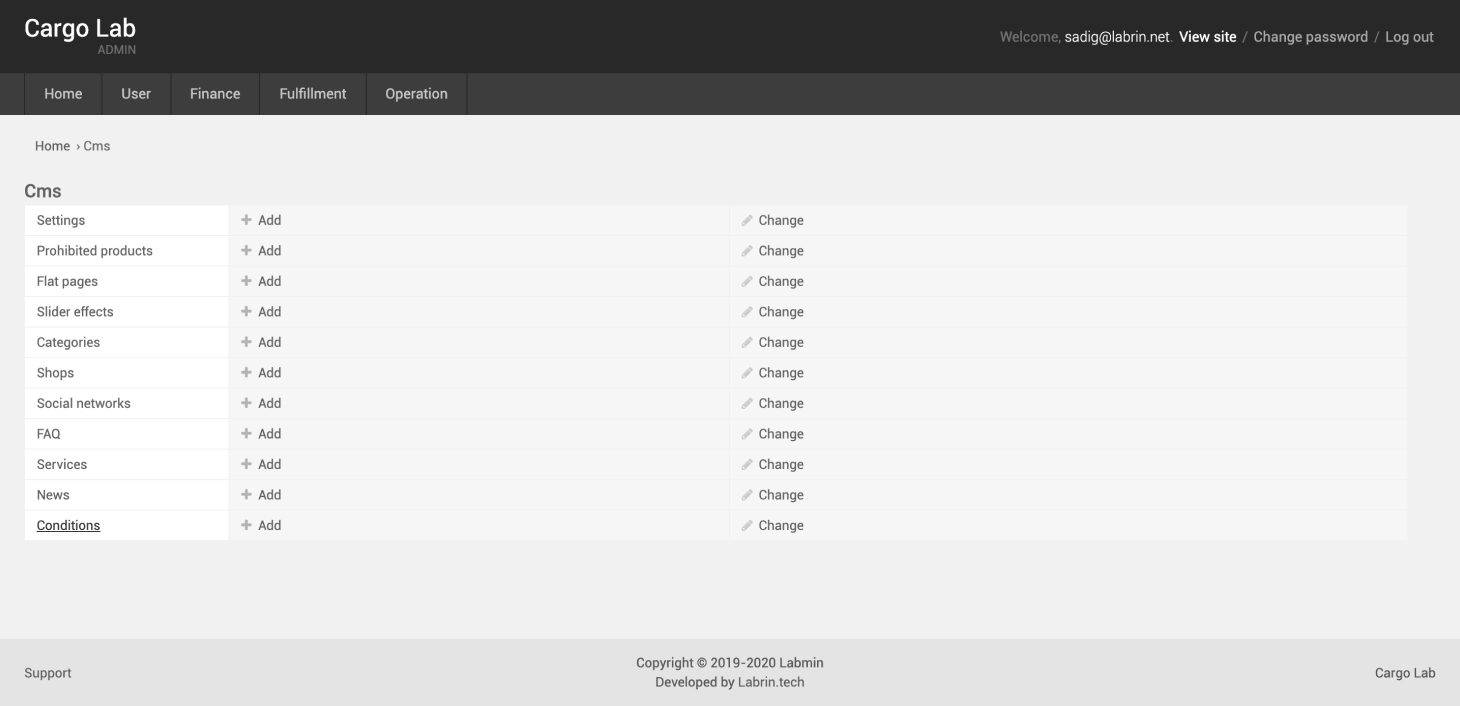 Cargo Lab
ADMIN
Welcome, sadig@labrin.net. View site / Change password / Log out
Home User Finance Fulfillment Operation
Home › Cms
Cms
Settings Add Change
Prohibited products Add Change
Flat pages Add Change
Slider effects Add Change
Categories Add Change
Shops Add Change
Social networks Add Change
FAQ Add Change
Services Add Change
News Add Change
Conditions Add Change
Support
Copyright © 2019-2020 Labmin
Developed by Labrin.tech
Cargo Lab